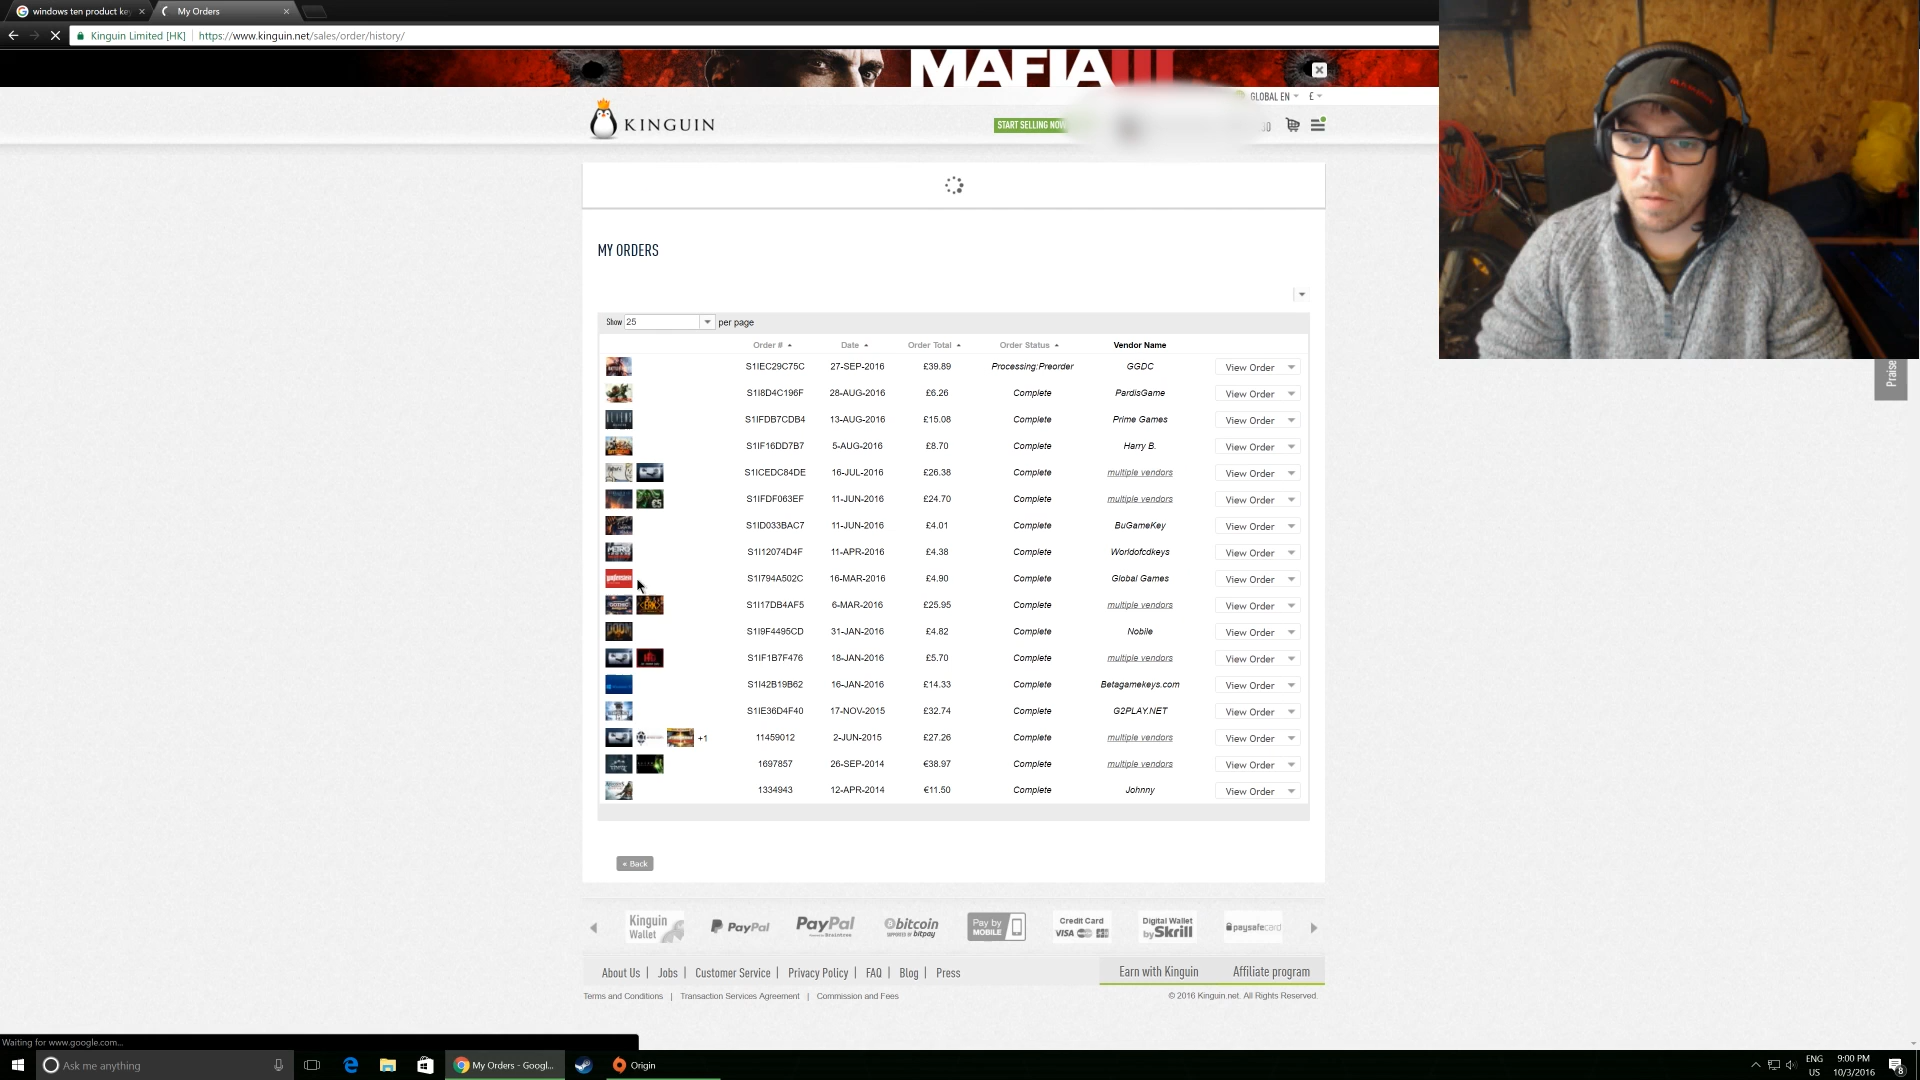 windows ten product ke
My Orders
Kinguin Limited [HK]
https://www.kinguin.net/sales/order/history/
MAFIA III
GLOBAL EN
£
KINGUIN
START SELLING NOW
MY ORDERS
Show 25 per page
Order # Date Order Total Order Status Vendor Name
S1IEC29C75C 27-SEP-2016 £39.89 Processing:Preorder GGDC View Order
S1I8D4C196F 28-AUG-2016 £6.26 Complete PardisGame View Order
S1IFDB7CDB4 13-AUG-2016 £15.08 Complete Prime Games View Order
S1IF16DD7B7 5-AUG-2016 £8.70 Complete Harry B. View Order
S1ICEDC84DE 16-JUL-2016 £26.38 Complete multiple vendors View Order
S1IFDF063EF 11-JUN-2016 £24.70 Complete multiple vendors View Order
S1ID033BAC7 11-JUN-2016 £4.01 Complete BuGameKey View Order
S1I12074D4F 11-APR-2016 £4.38 Complete Worldofcdkeys View Order
S1I794A502C 16-MAR-2016 £4.90 Complete Global Games View Order
S1I17DB4AF5 6-MAR-2016 £25.95 Complete multiple vendors View Order
S1I9F4495CD 31-JAN-2016 £4.82 Complete Nobile View Order
S1IF1B7F476 18-JAN-2016 £5.70 Complete multiple vendors View Order
S1I42B19B62 16-JAN-2016 £14.33 Complete Betagamekeys.com View Order
S1IE36D4F40 17-NOV-2015 £32.74 Complete G2PLAY.NET View Order
+1 11459012 2-JUN-2015 £27.26 Complete multiple vendors View Order
1697857 26-SEP-2014 €38.97 Complete multiple vendors View Order
1334943 12-APR-2014 €11.50 Complete Johnny View Order
« Back
Kinguin Wallet
PayPal
PayPal
bitcoin
Pay by MOBILE
Credit Card VISA
Digital Wallet by Skrill
paysafecard
About Us | Jobs | Customer Service | Privacy Policy | FAQ | Blog | Press
Earn with Kinguin Affiliate program
Terms and Conditions | Transaction Services Agreement | Commission and Fees
© 2016 Kinguin.net. All Rights Reserved.
Praise
Waiting for www.google.com...
Ask me anything
My Orders - Googl...
Origin
ENG
US
9:00 PM
10/3/2016